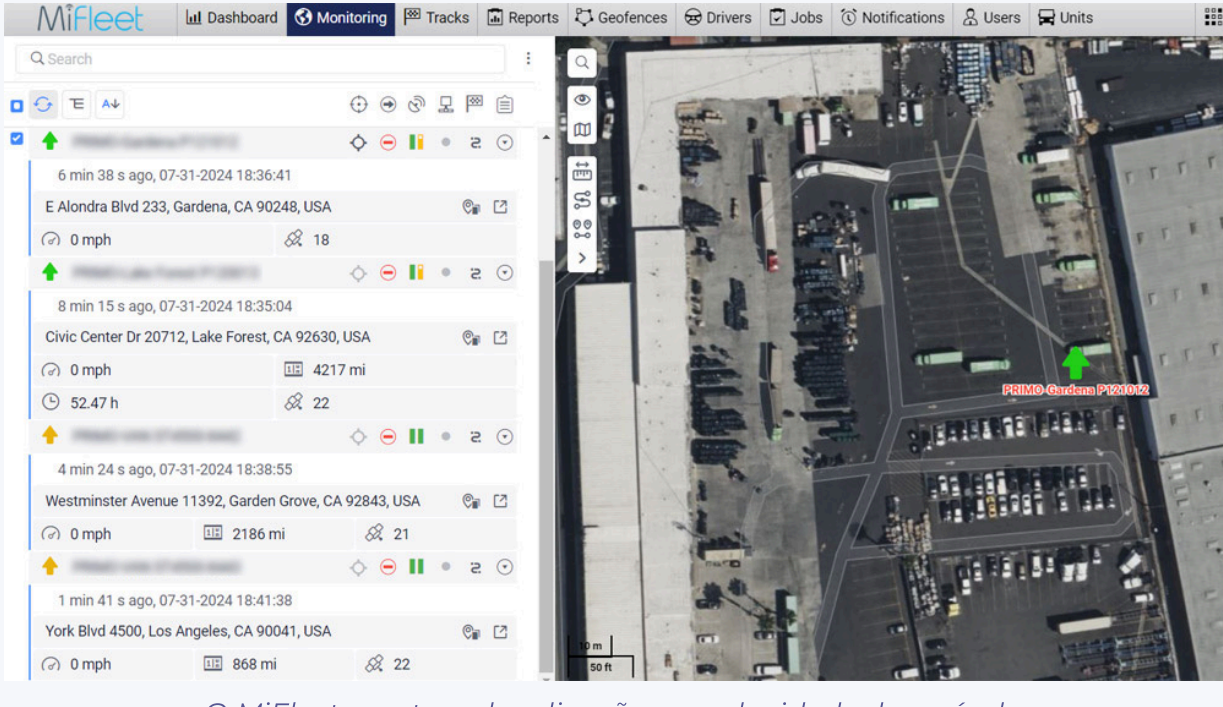 MiFleet Dashboard Monitoring Tracks Reports Geofences Drivers Jobs Notifications Users Units
Search
A
6 min 38 s ago, 07-31-2024 18:36:41
E Alondra Blvd 233, Gardena, CA 90248, USA
0 mph 18
8 min 15 s ago, 07-31-2024 18:35:04
Civic Center Dr 20712, Lake Forest, CA 92630, USA
0 mph 4217 mi
52.47 h 22
4 min 24 s ago, 07-31-2024 18:38:55
Westminster Avenue 11392, Garden Grove, CA 92843, USA
0 mph 2186 mi 21
1 min 41 s ago, 07-31-2024 18:41:38
York Blvd 4500, Los Angeles, CA 90041, USA
0 mph 868 mi 22
PRIMO-Gardena P121012
10 m
50 ft